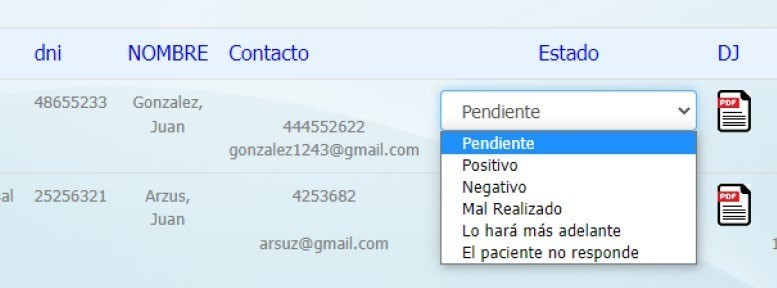 dni NOMBRE Contacto Estado DJ
48655233 Gonzalez, Juan 444552622 gonzalez1243@gmail.com Pendiente PDF
Pendiente
Positivo
Negativo
Mal Realizado
Lo hará más adelante
El paciente no responde
sal 25256321 Arzus, Juan 4253682 arsuz@gmail.com PDF
1